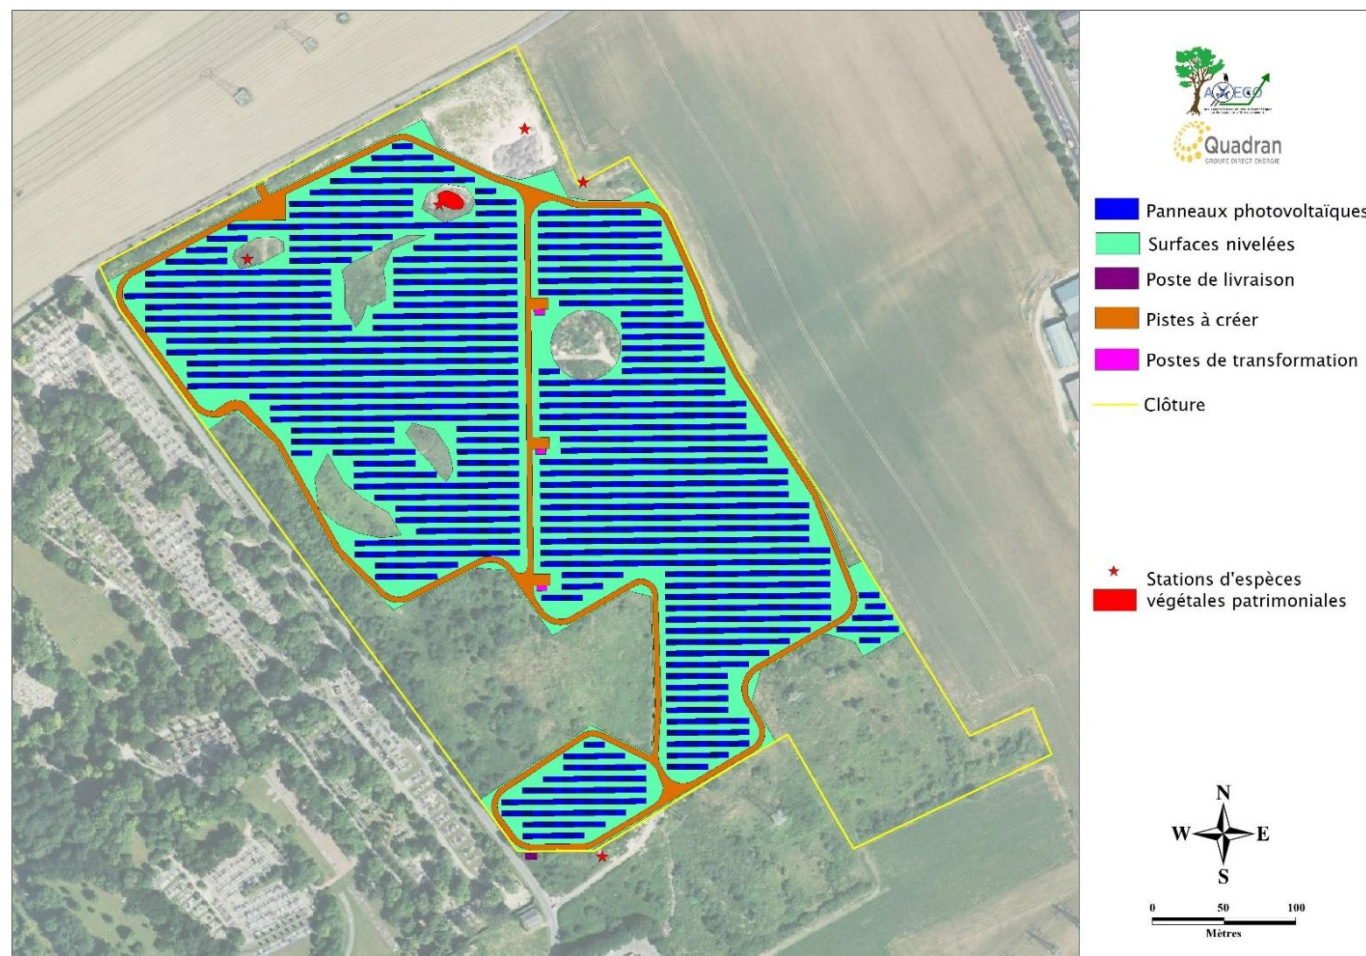 AXECO
Quadran
GROUPE DIRECT ENERGIE
Panneaux photovoltaïques
Surfaces nivelées
Poste de livraison
Pistes à créer
Postes de transformation
Clôture
Stations d'espèces
végétales patrimoniales
N
W E
S
0 50 100
Mètres